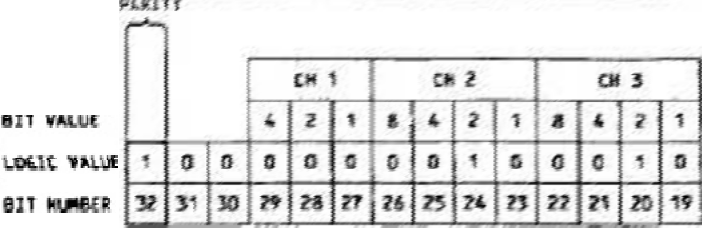 PARITY
CH 1 CH 2 CH 3
BIT VALUE 4 2 1 8 4 2 1 8 4 2 1
LOGIC VALUE 1 0 0 0 0 0 0 0 1 0 0 0 1 0
BIT NUMBER 32 31 30 29 28 27 26 25 24 23 22 21 20 19